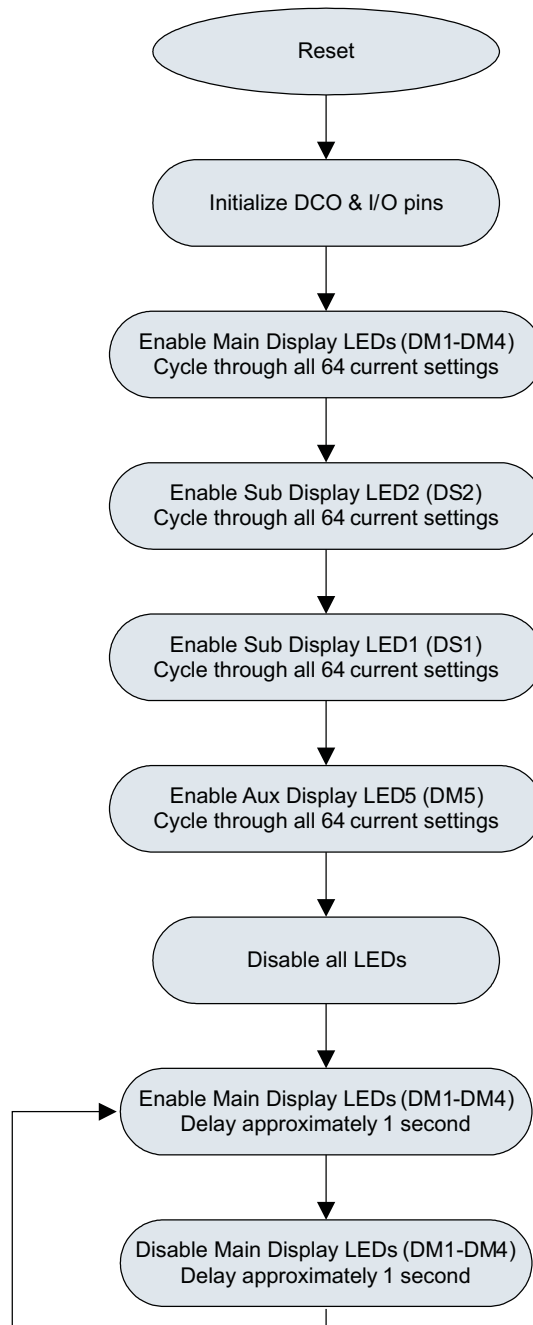 Reset
Initialize DCO & I/O pins
Enable Main Display LEDs (DM1-DM4)
Cycle through all 64 current settings
Enable Sub Display LED2 (DS2)
Cycle through all 64 current settings
Enable Sub Display LED1 (DS1)
Cycle through all 64 current settings
Enable Aux Display LED5 (DM5)
Cycle through all 64 current settings
Disable all LEDs
Enable Main Display LEDs (DM1-DM4)
Delay approximately 1 second
Disable Main Display LEDs (DM1-DM4)
Delay approximately 1 second